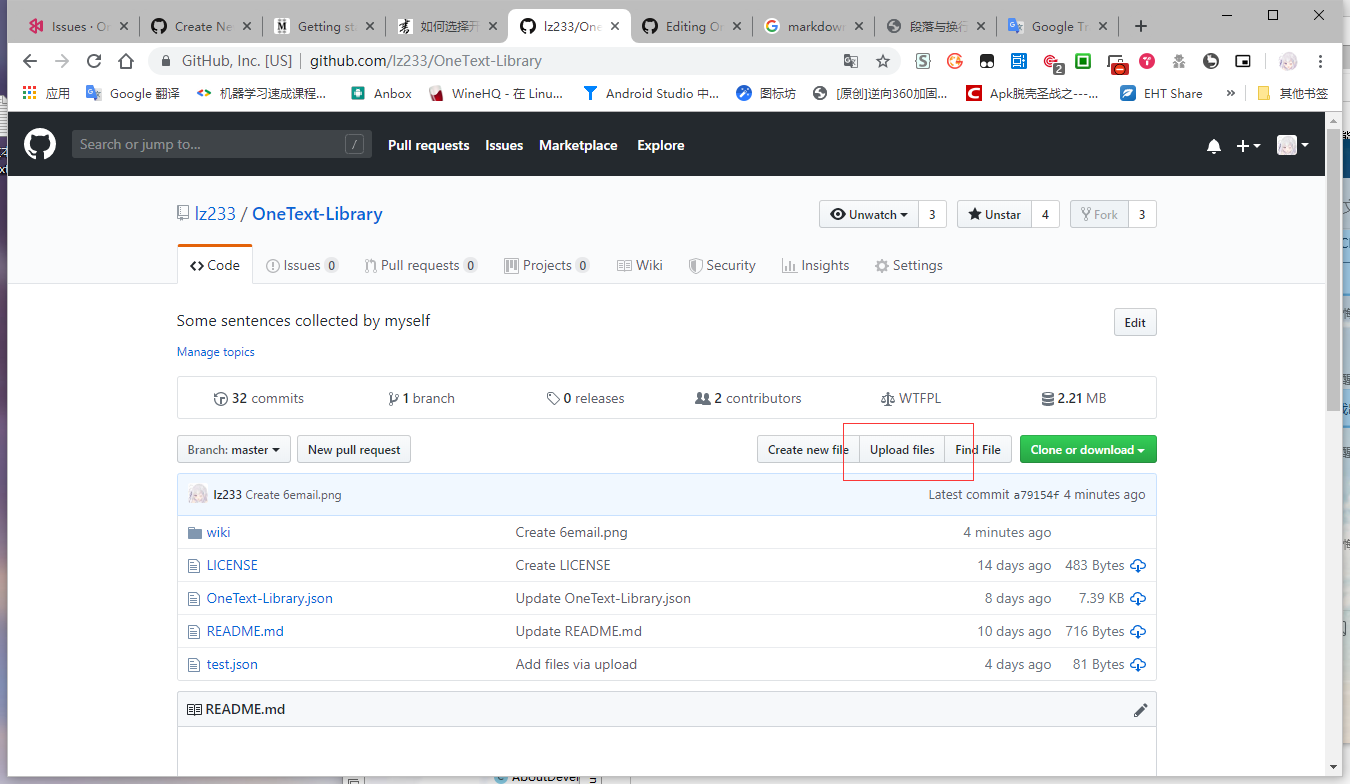 Issues · Or
Create Ne
Getting sta
如何选择开
lz233/One
Editing On
markdown
段落与换行
Google Tr
GitHub, Inc. [US] | github.com/lz233/OneText-Library
2
应用
Google 翻译
机器学习速成课程...
Anbox
WineHQ - 在 Linu...
Android Studio 中...
图标坊
[原创]逆向360加固...
Apk脱壳圣战之---...
EHT Share
»
其他书签
Search or jump to... /
Pull requests Issues Marketplace Explore
lz233 / OneText-Library
Unwatch 3
Unstar 4
Fork 3
Code
Issues 0
Pull requests 0
Projects 0
Wiki
Security
Insights
Settings
Some sentences collected by myself
Edit
Manage topics
32 commits
1 branch
0 releases
2 contributors
WTFPL
2.21 MB
Branch: master
New pull request
Create new file
Upload files
Find File
Clone or download
lz233 Create 6email.png
Latest commit a79154f 4 minutes ago
wiki Create 6email.png 4 minutes ago
LICENSE Create LICENSE 14 days ago 483 Bytes
OneText-Library.json Update OneText-Library.json 8 days ago 7.39 KB
README.md Update README.md 10 days ago 716 Bytes
test.json Add files via upload 4 days ago 81 Bytes
README.md
AboutDevel